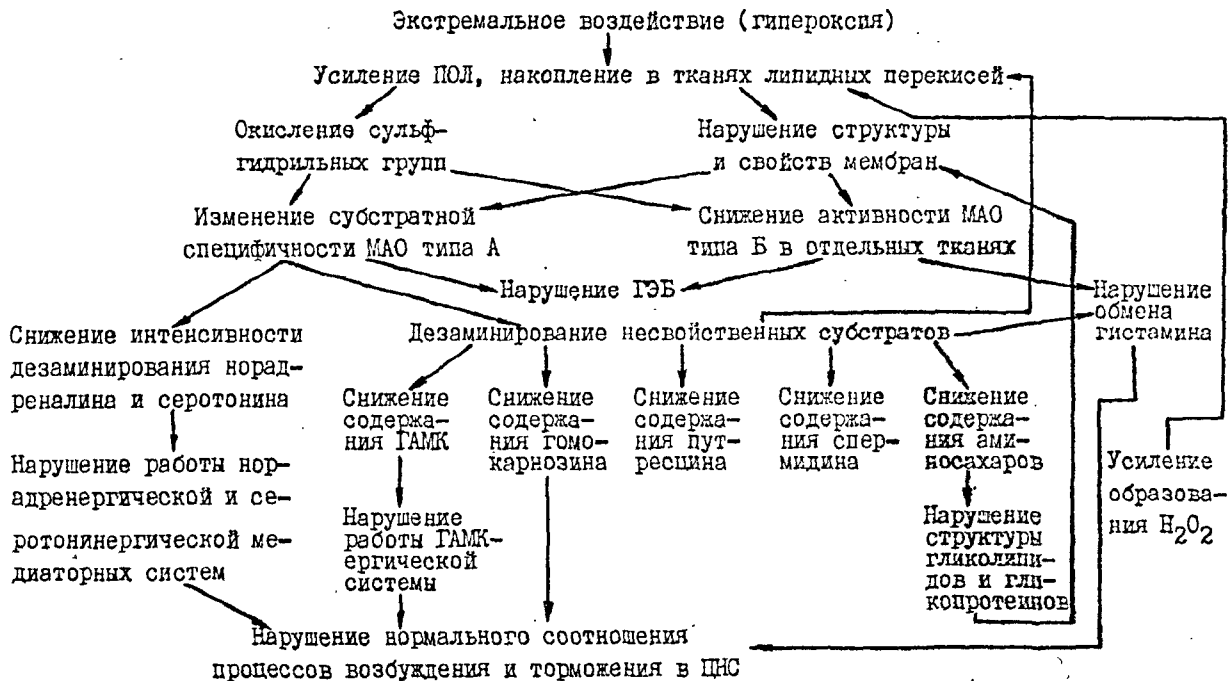 Экстремальное воздействие (гипероксия)
Усиление ПОЛ, накопление в тканях липидных перекисей
Окисление сульф-
гидрильных групп
Нарушение структуры
и свойств мембран
Изменение субстратной
специфичности МАО типа А
Снижение активности МАО
типа Б в отдельных тканях
Нарушение ГЭБ
Нарушение
обмена
гистамина
Снижение интенсивности
дезаминирования норад-
реналина и серотонина
Дезаминирование несвойственных субстратов
Снижение
содержа-
ния ГАМК
Снижение
содержа-
ния гомо-
карнозина
Снижение
содержа-
ния пут-
ресцина
Снижение
содержа-
ния спер-
мидина
Снижение
содержа-
ния ами-
носахаров
Усиление
образова-
ния H2O2
Нарушение работы нор-
адренергической и се-
ротонинергической ме-
диаторных систем
Нарушение
работы ГАМК-
ергической
системы
Нарушение
структуры
гликолипи-
дов и гли-
копротеинов
Нарушение нормального соотношения
процессов возбуждения и торможения в ЦНС